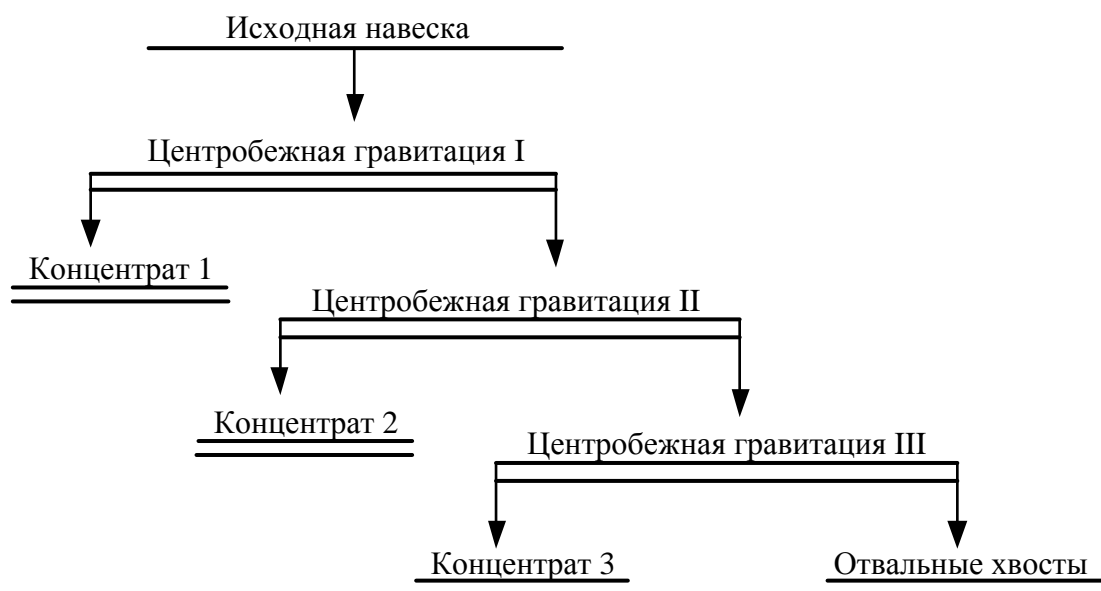 Исходная навеска
Центробежная гравитация I
Концентрат 1
Центробежная гравитация II
Концентрат 2
Центробежная гравитация III
Концентрат 3
Отвальные хвосты